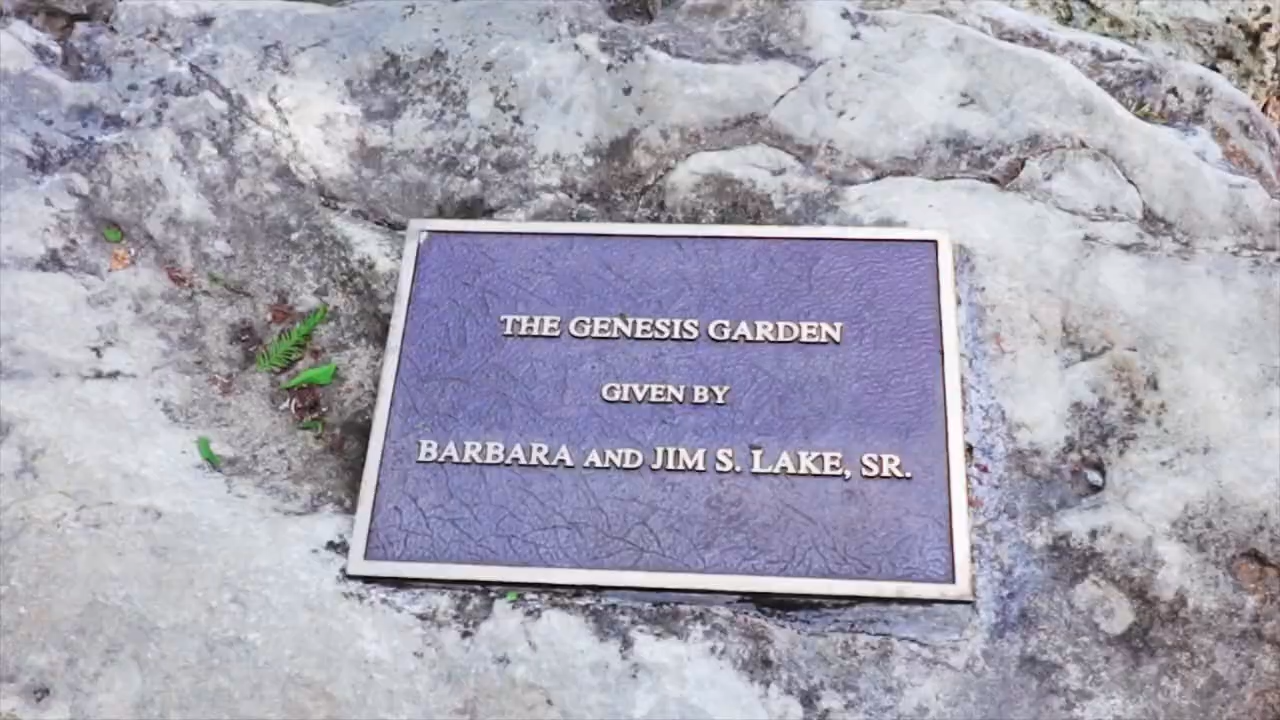 THE GENESIS GARDEN
GIVEN BY
BARBARA AND JIM S. LAKE, SR.